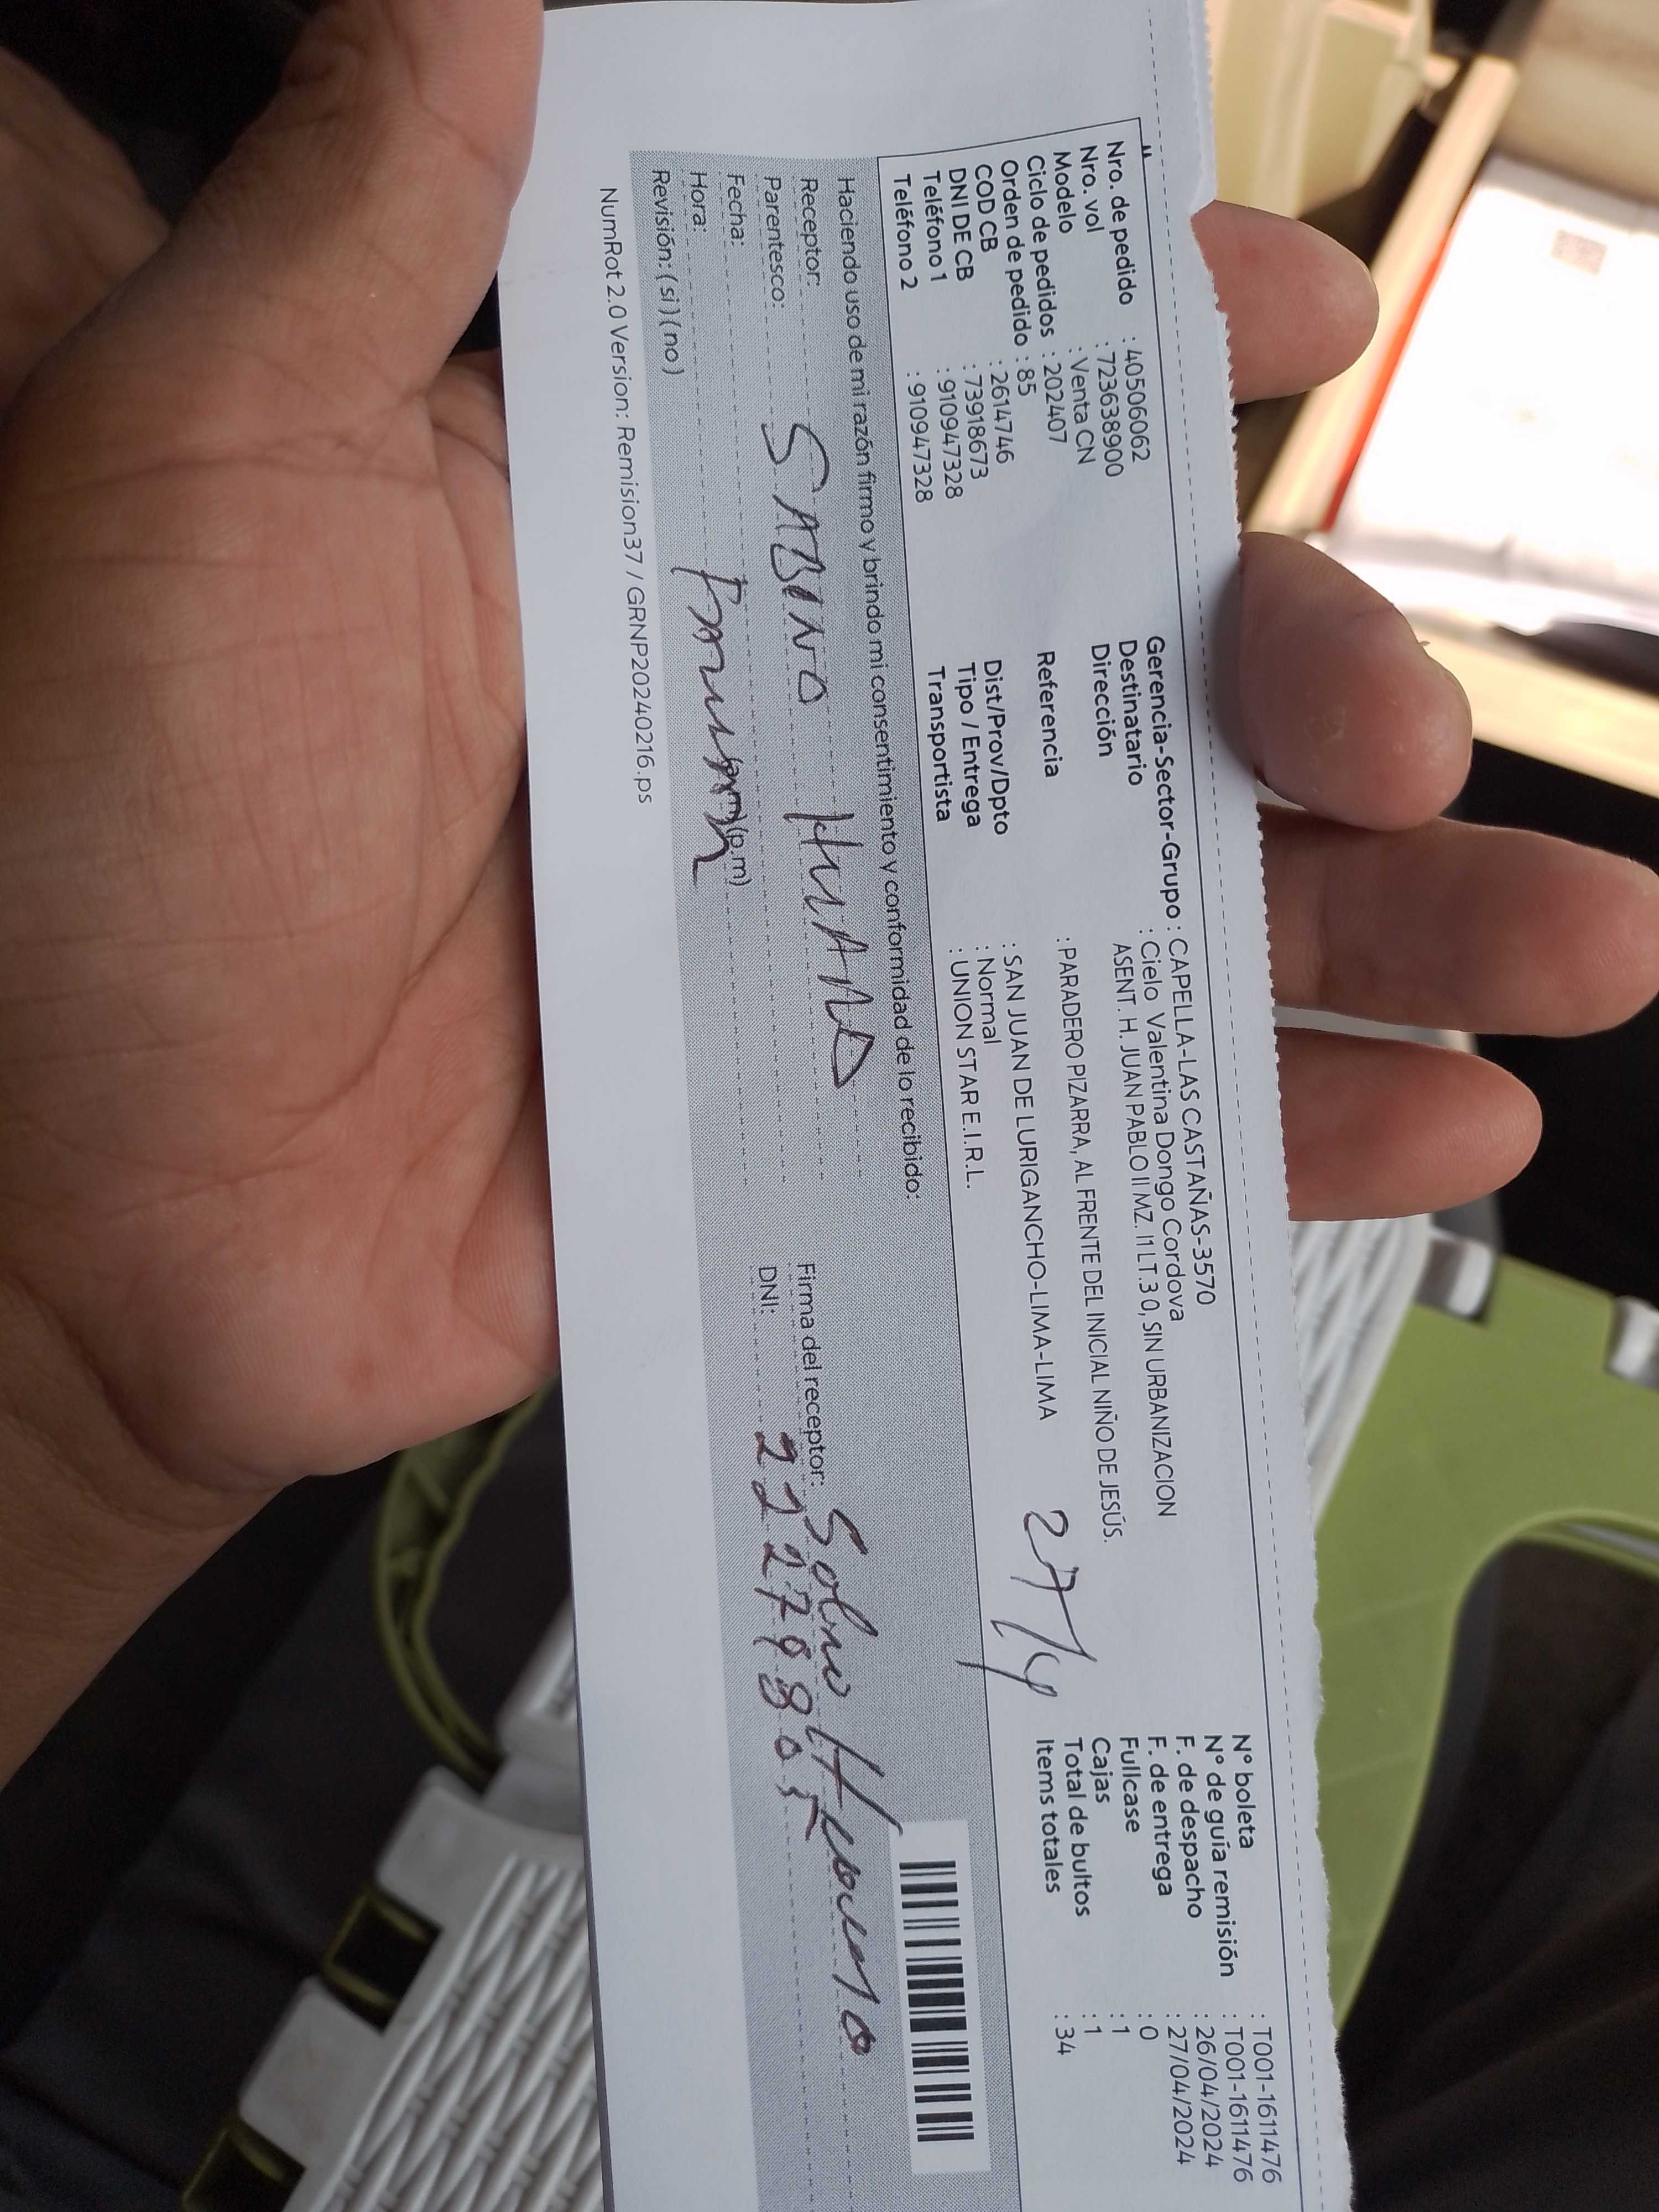 Nro. de pedido : 40506062
Nro. vol : 723638900
Modelo : Venta CN
Ciclo de pedidos : 202407
Orden de pedido : 85
COD CB : 2614746
DNI DE CB : 73918673
Teléfono 1 : 910947328
Teléfono 2 : 910947328
Gerencia-Sector-Grupo : CAPELLA-LAS CASTAÑAS-3570
Destinatario : Cielo Valentina Dongo Cordova
Dirección ASENT. H. JUAN PABLO II MZ. I1 LT.3 0, SIN URBANIZACION
Referencia : PARADERO PIZARRA, AL FRENTE DEL INICIAL NIÑO DE JESÚS.
Dist/Prov/Dpto : SAN JUAN DE LURIGANCHO-LIMA-LIMA
Tipo / Entrega : Normal
Transportista : UNION STAR E.I.R.L.
27/4
N° boleta : T001-1611476
N° de guía remisión : T001-1611476
F. de despacho : 26/04/2024
F. de entrega : 27/04/2024
Fullcase : 0
Cajas : 1
Total de bultos : 1
Items totales : 34
Haciendo uso de mi razón firmo y brindo mi consentimiento y conformidad de lo recibido:
Receptor: SABINO
Parentesco:
Fecha:
Hora: (a.m) (p.m)
Revisión: ( si ) ( no )
Firma del receptor:
DNI:
NumRot 2.0 Version: Remision37 / GRNP20240216.ps